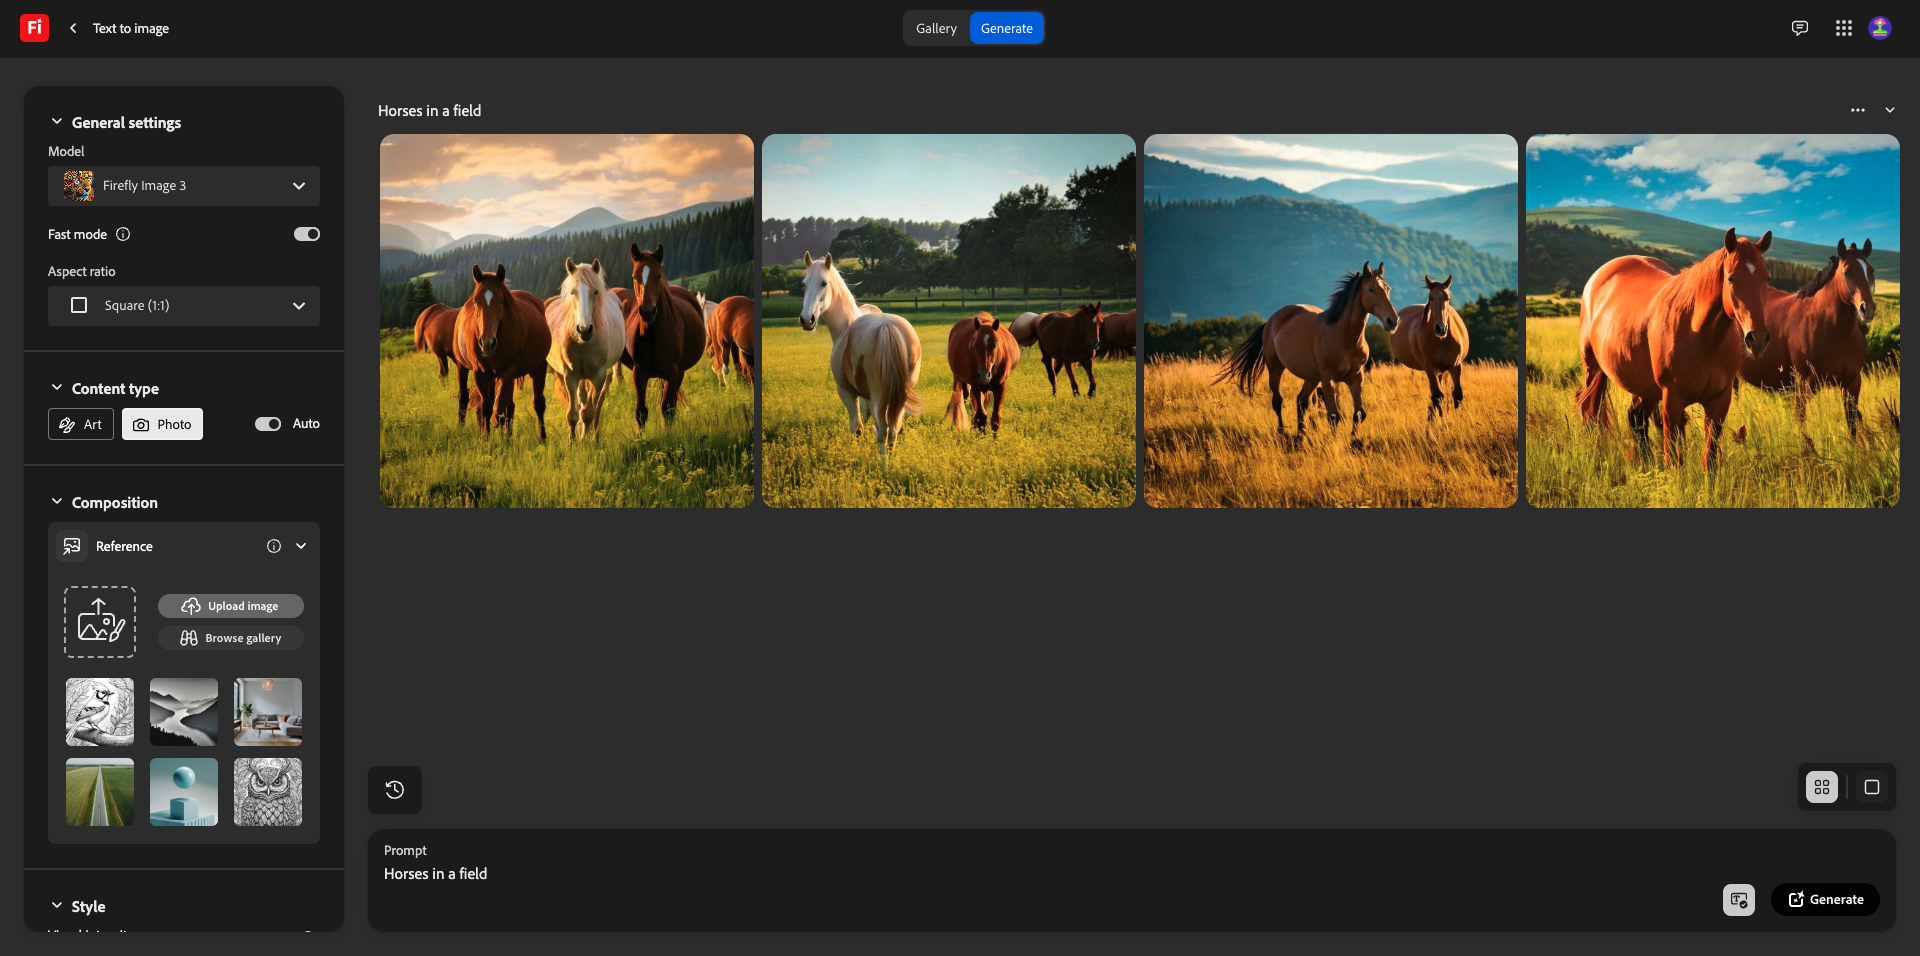 Fi
Text to image
Gallery
Generate
General settings
Model
Firefly Image 3
Fast mode
Aspect ratio
Square (1:1)
Content type
Art
Photo
Auto
Composition
Reference
Upload image
Browse gallery
Style
Horses in a field
Prompt
Horses in a field
Generate